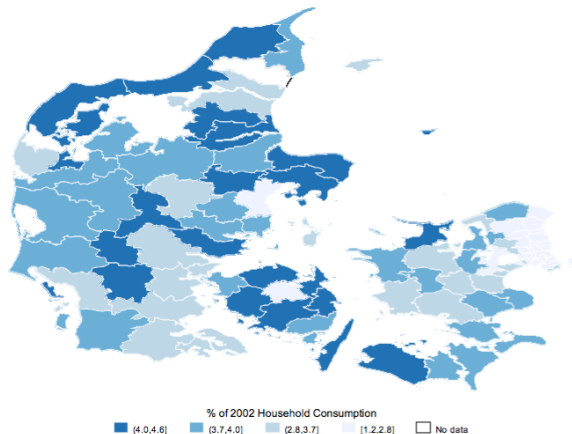 % of 2002 Household Consumption
(4.0,4.6] (3.7,4.0] (2.8,3.7] [1.2,2.8] No data